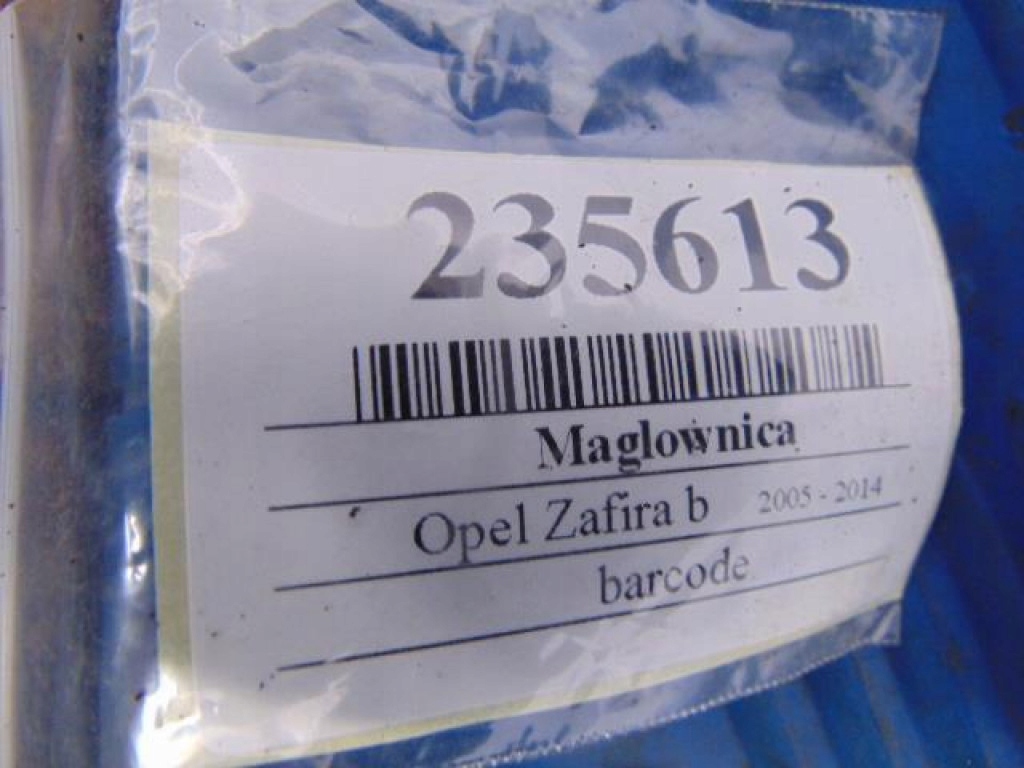 235613
Maglownica
Opel Zafira b 2005 - 2014
barcode